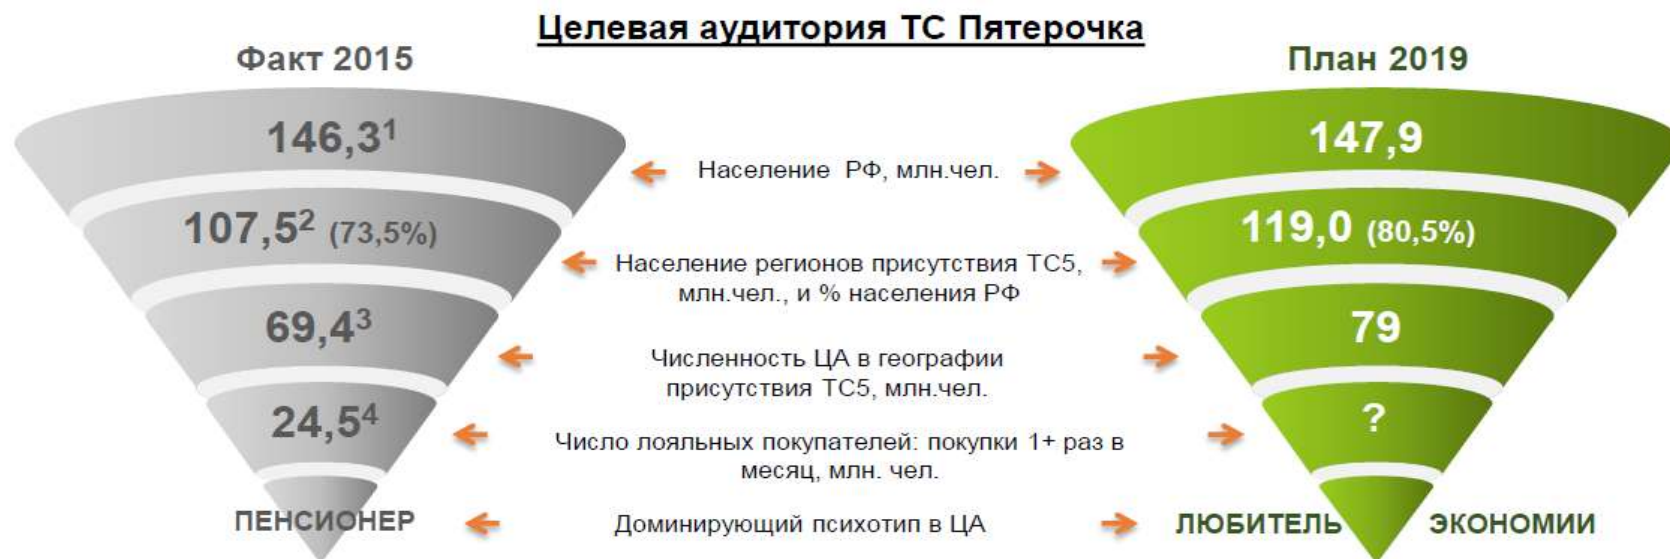 Целевая аудитория ТС Пятерочка
Факт 2015
План 2019
146,3¹
Население РФ, млн.чел.
147,9
107,5² (73,5%)
Население регионов присутствия ТС5,
млн.чел., и % населения РФ
119,0 (80,5%)
69,4³
Численность ЦА в географии
присутствия ТС5, млн.чел.
79
24,5⁴
Число лояльных покупателей: покупки 1+ раз в
месяц, млн. чел.
?
ПЕНСИОНЕР
Доминирующий психотип в ЦА
ЛЮБИТЕЛЬ ЭКОНОМИИ